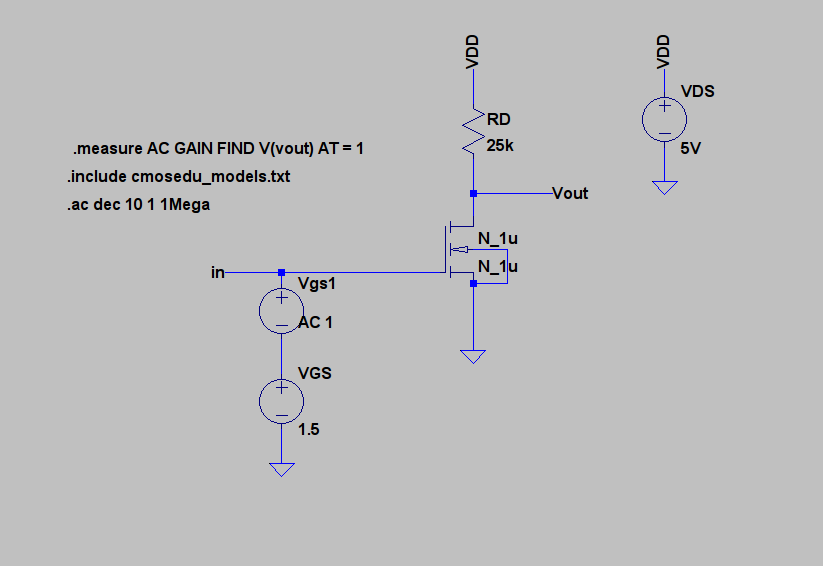 VDD
VDD
VDS
RD
25k
5V
.measure AC GAIN FIND V(vout) AT = 1
.include cmosedu_models.txt
.ac dec 10 1 1Mega
Vout
N_1u
N_1u
in
Vgs1
AC 1
VGS
1.5